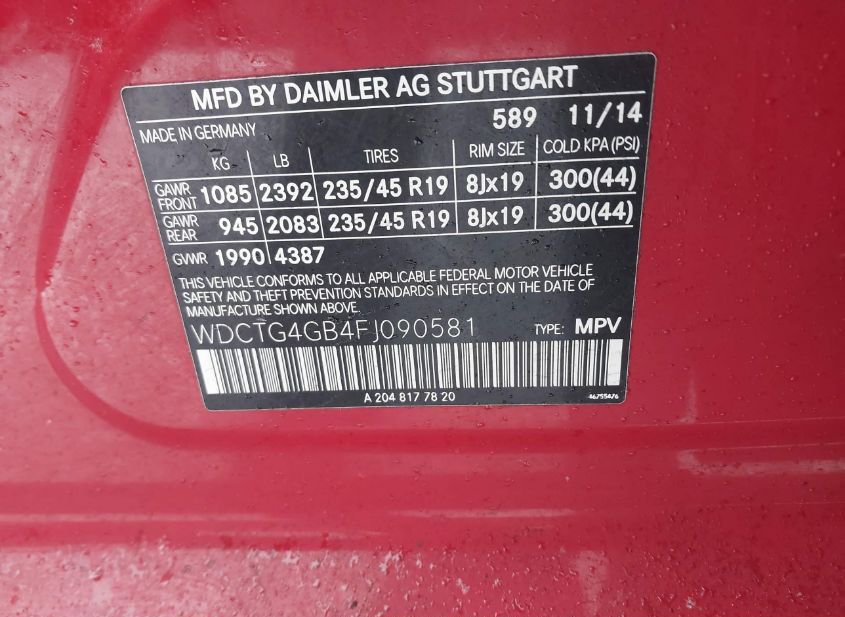 MFD BY DAIMLER AG STUTTGART
MADE IN GERMANY 589 11/14
KG LB TIRES RIM SIZE COLD KPA (PSI)
GAWR FRONT 1085 2392 235/45 R19 8Jx19 300(44)
GAWR REAR 945 2083 235/45 R19 8Jx19 300(44)
GVWR 1990 4387
THIS VEHICLE CONFORMS TO ALL APPLICABLE FEDERAL MOTOR VEHICLE
SAFETY AND THEFT PREVENTION STANDARDS IN EFFECT ON THE DATE OF
MANUFACTURE SHOWN ABOVE.
WDCTG4GB4FJ090581 TYPE: MPV
A 204 817 78 20 46755476